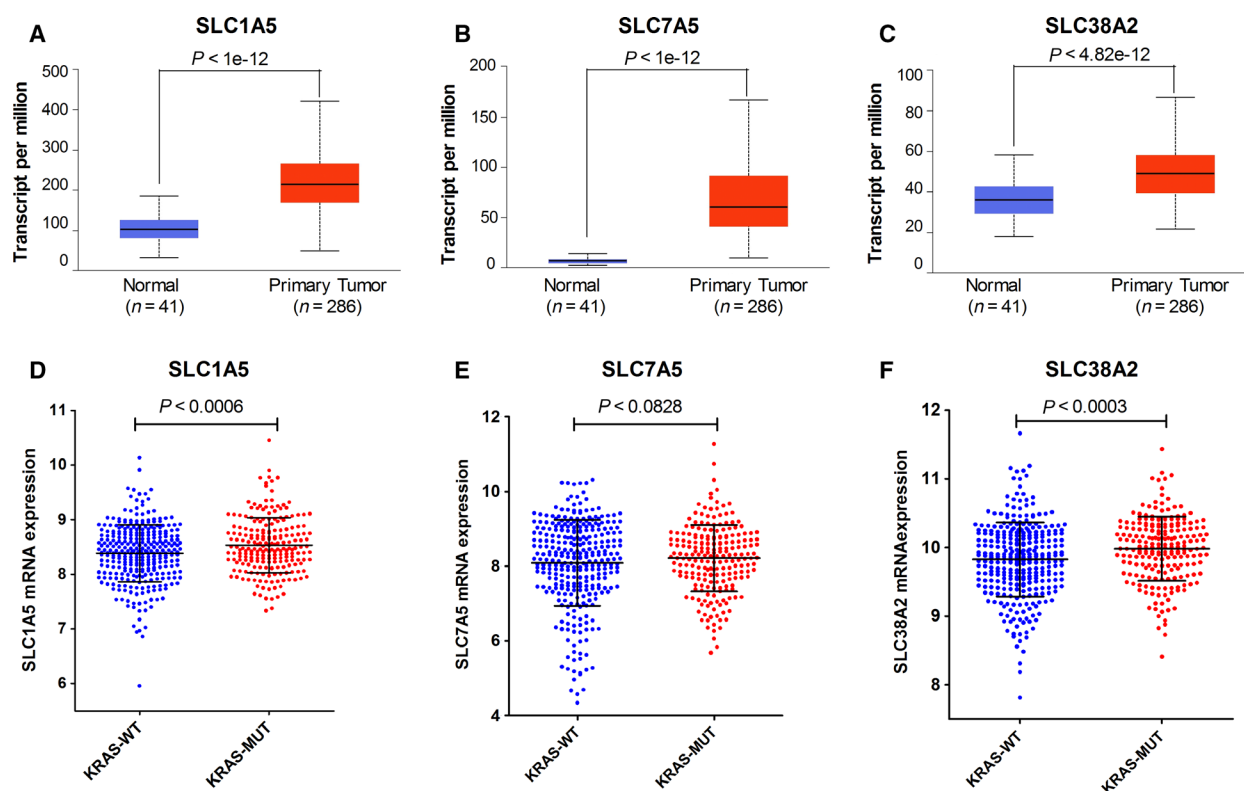 A
SLC1A5
P < 1e-12
Transcript per million
500
400
300
200
100
0
Normal
(n = 41)
Primary Tumor
(n = 286)
B
SLC7A5
P < 1e-12
Transcript per million
200
150
100
50
0
Normal
(n = 41)
Primary Tumor
(n = 286)
C
SLC38A2
P < 4.82e-12
Transcript per million
100
80
60
40
20
0
Normal
(n = 41)
Primary Tumor
(n = 286)
D
SLC1A5
P < 0.0006
SLC1A5 mRNA expression
11
10
9
8
7
6
KRAS-WT
KRAS-MUT
E
SLC7A5
P < 0.0828
SLC7A5 mRNA expression
12
10
8
6
4
KRAS-WT
KRAS-MUT
F
SLC38A2
P < 0.0003
SLC38A2 mRNAexpression
12
11
10
9
8
KRAS-WT
KRAS-MUT